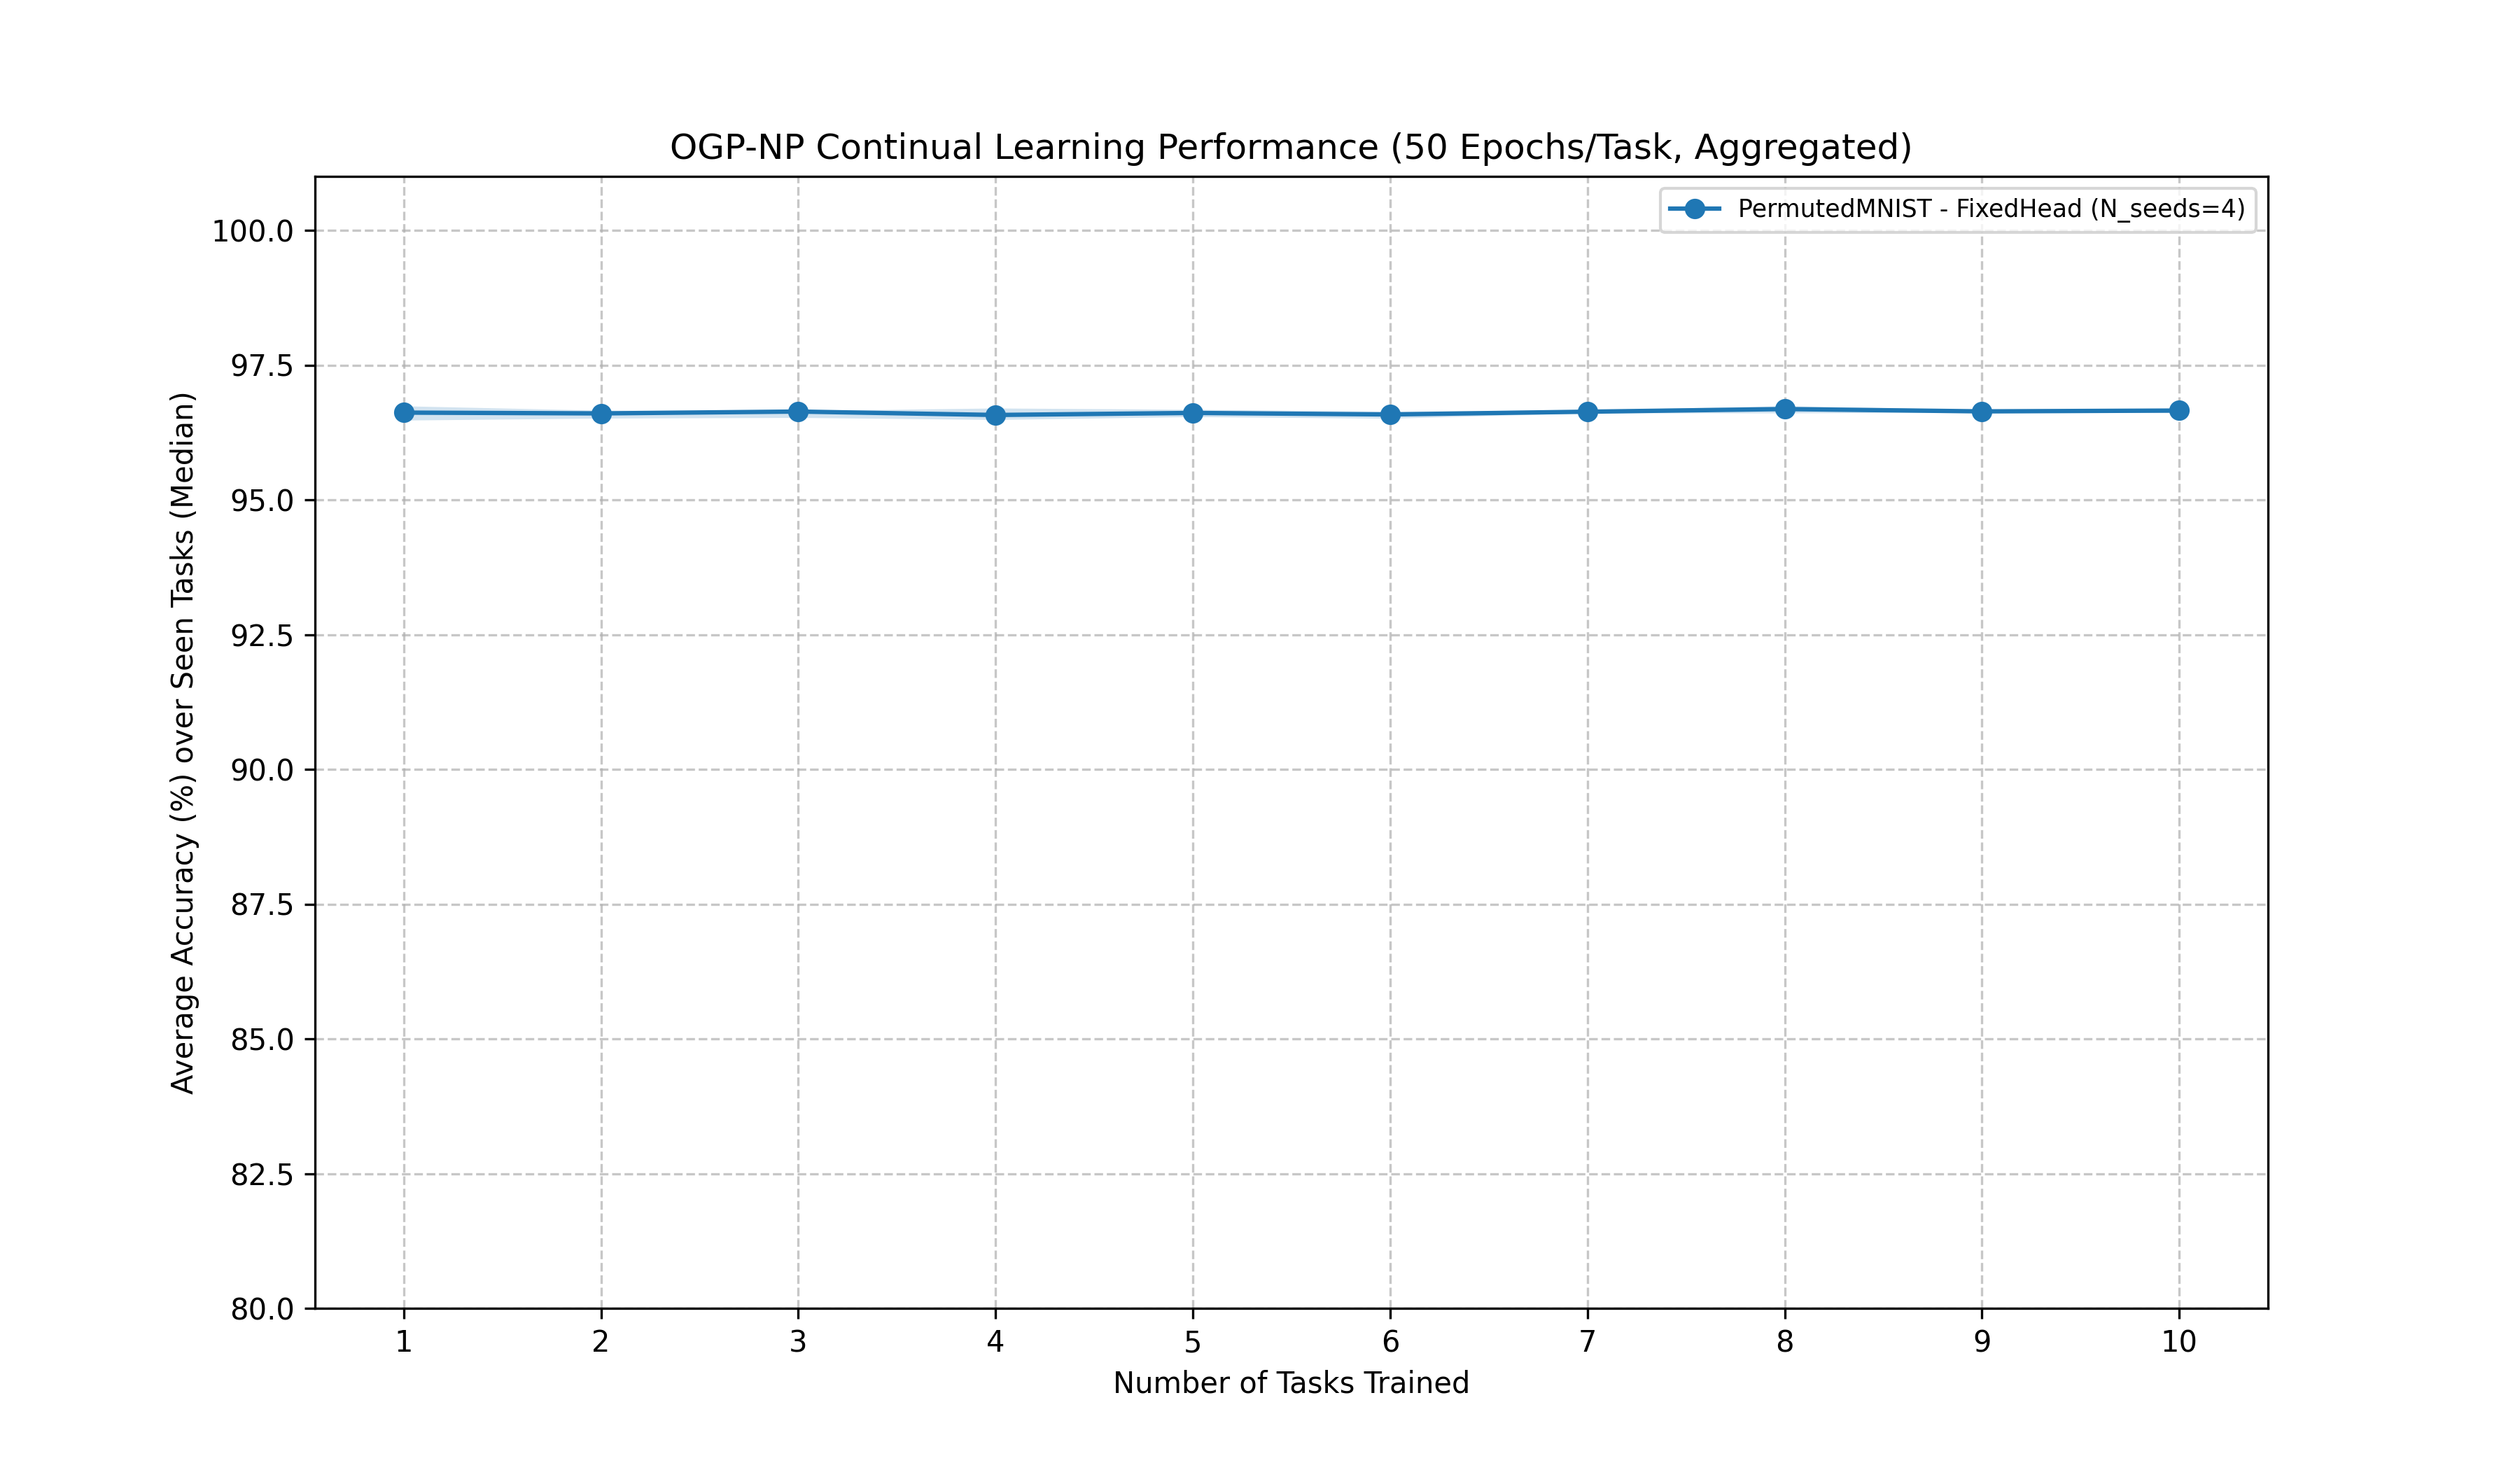 OGP-NP Continual Learning Performance (50 Epochs/Task, Aggregated)
PermutedMNIST - FixedHead (N_seeds=4)
Average Accuracy (%) over Seen Tasks (Median)
100.0
97.5
95.0
92.5
90.0
87.5
85.0
82.5
80.0
1 2 3 4 5 6 7 8 9 10
Number of Tasks Trained